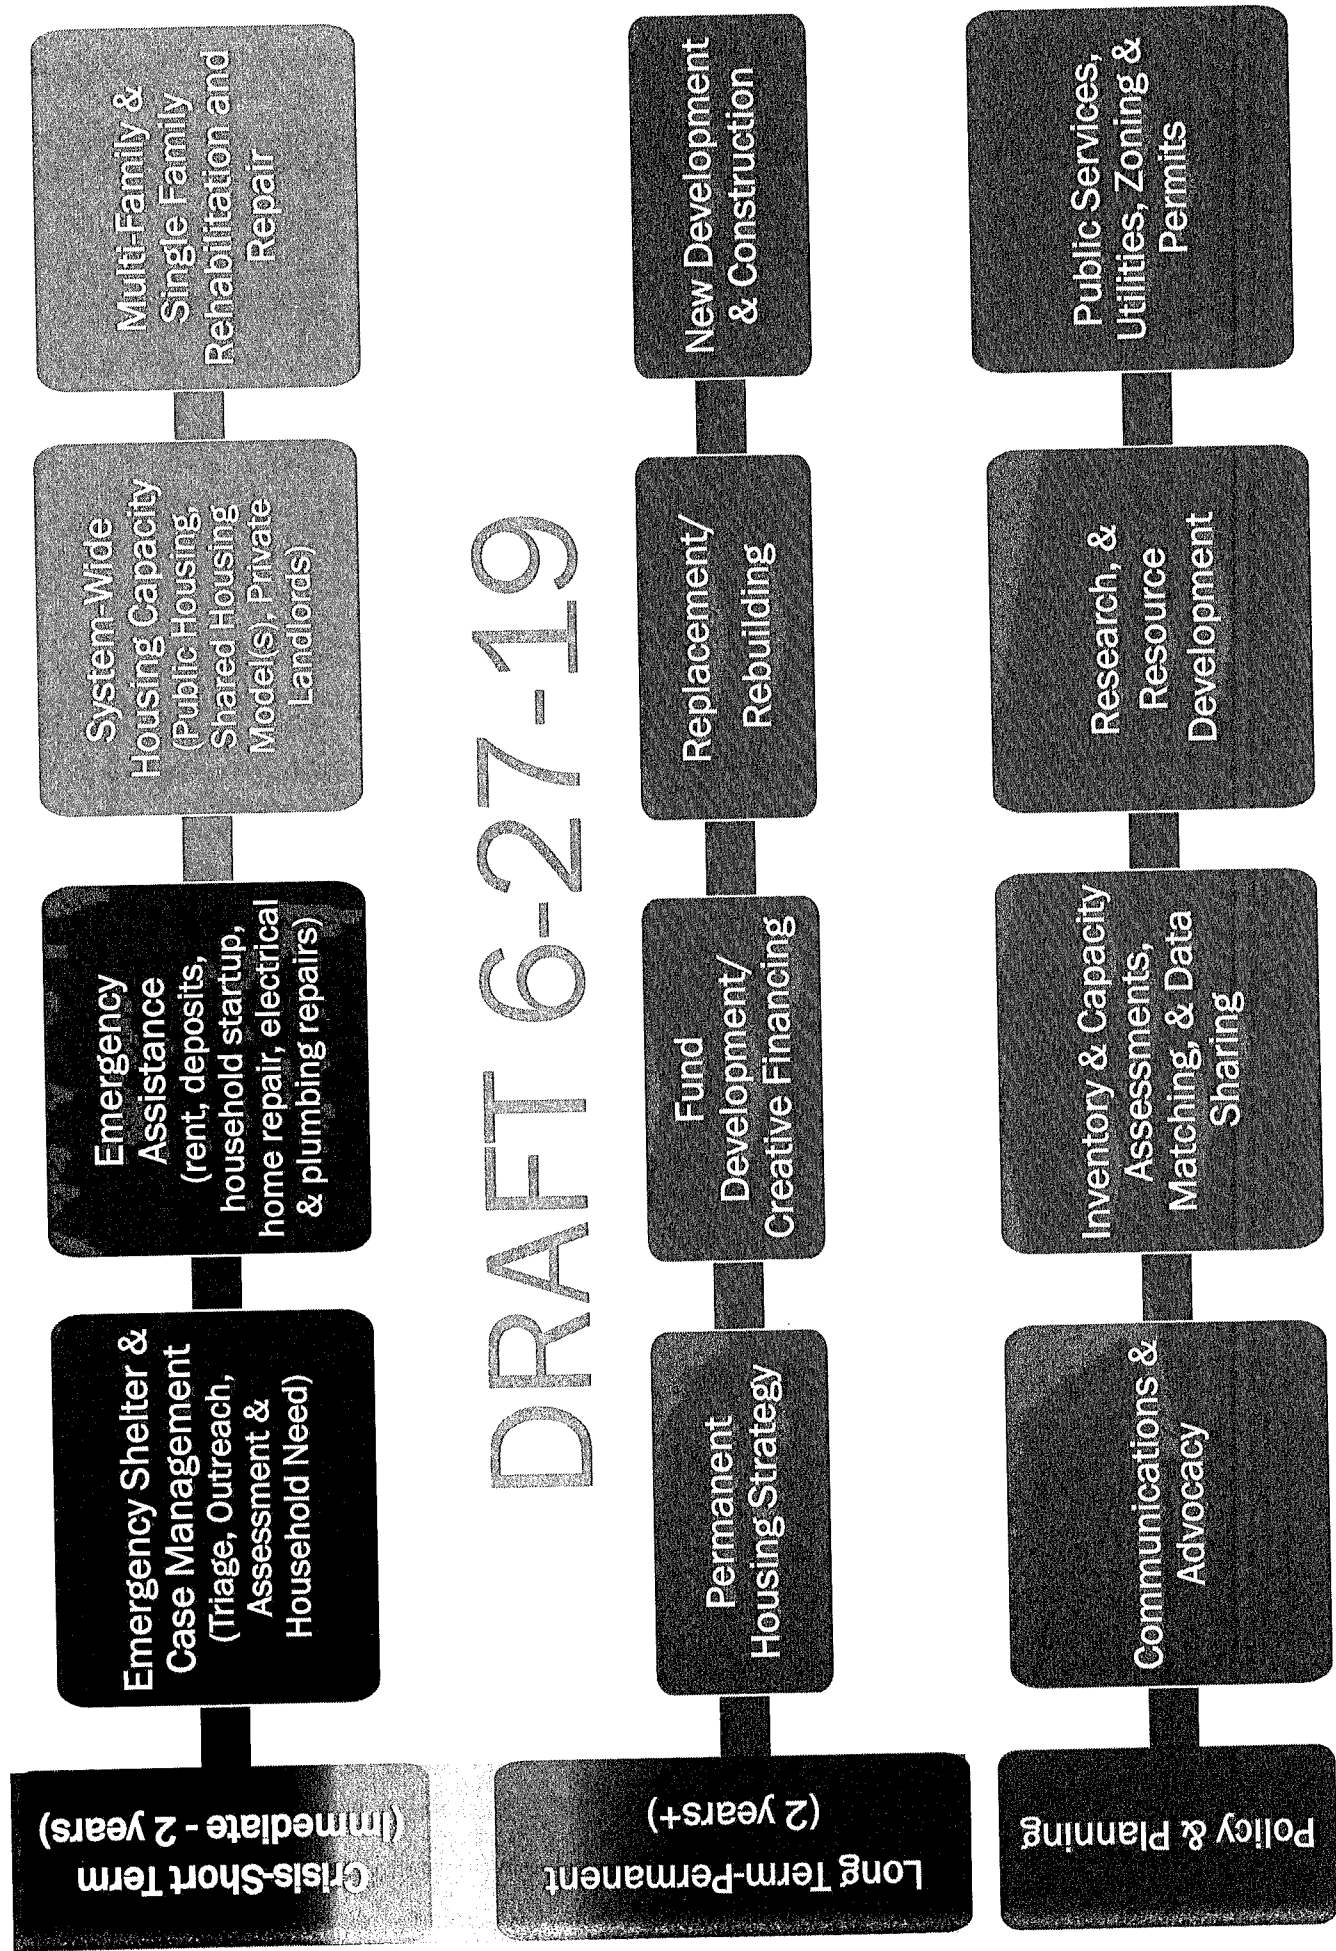 Crisis-Short Term
(Immediate - 2 years)
Emergency Shelter &
Case Management
(Triage, Outreach,
Assessment &
Household Need)
Emergency
Assistance
(rent, deposits,
household startup,
home repair, electrical
& plumbing repairs)
System-Wide
Housing Capacity
(Public Housing,
Shared Housing
Model(s), Private
Landlords)
Multi-Family &
Single Family
Rehabilitation and
Repair
DRAFT 6-27-19
Long Term-Permanent
(2 years+)
Permanent
Housing Strategy
Fund
Development/
Creative Financing
Replacement/
Rebuilding
New Development
& Construction
Policy & Planning
Communications &
Advocacy
Inventory & Capacity
Assessments,
Matching, & Data
Sharing
Research, &
Resource
Development
Public Services,
Utilities, Zoning &
Permits